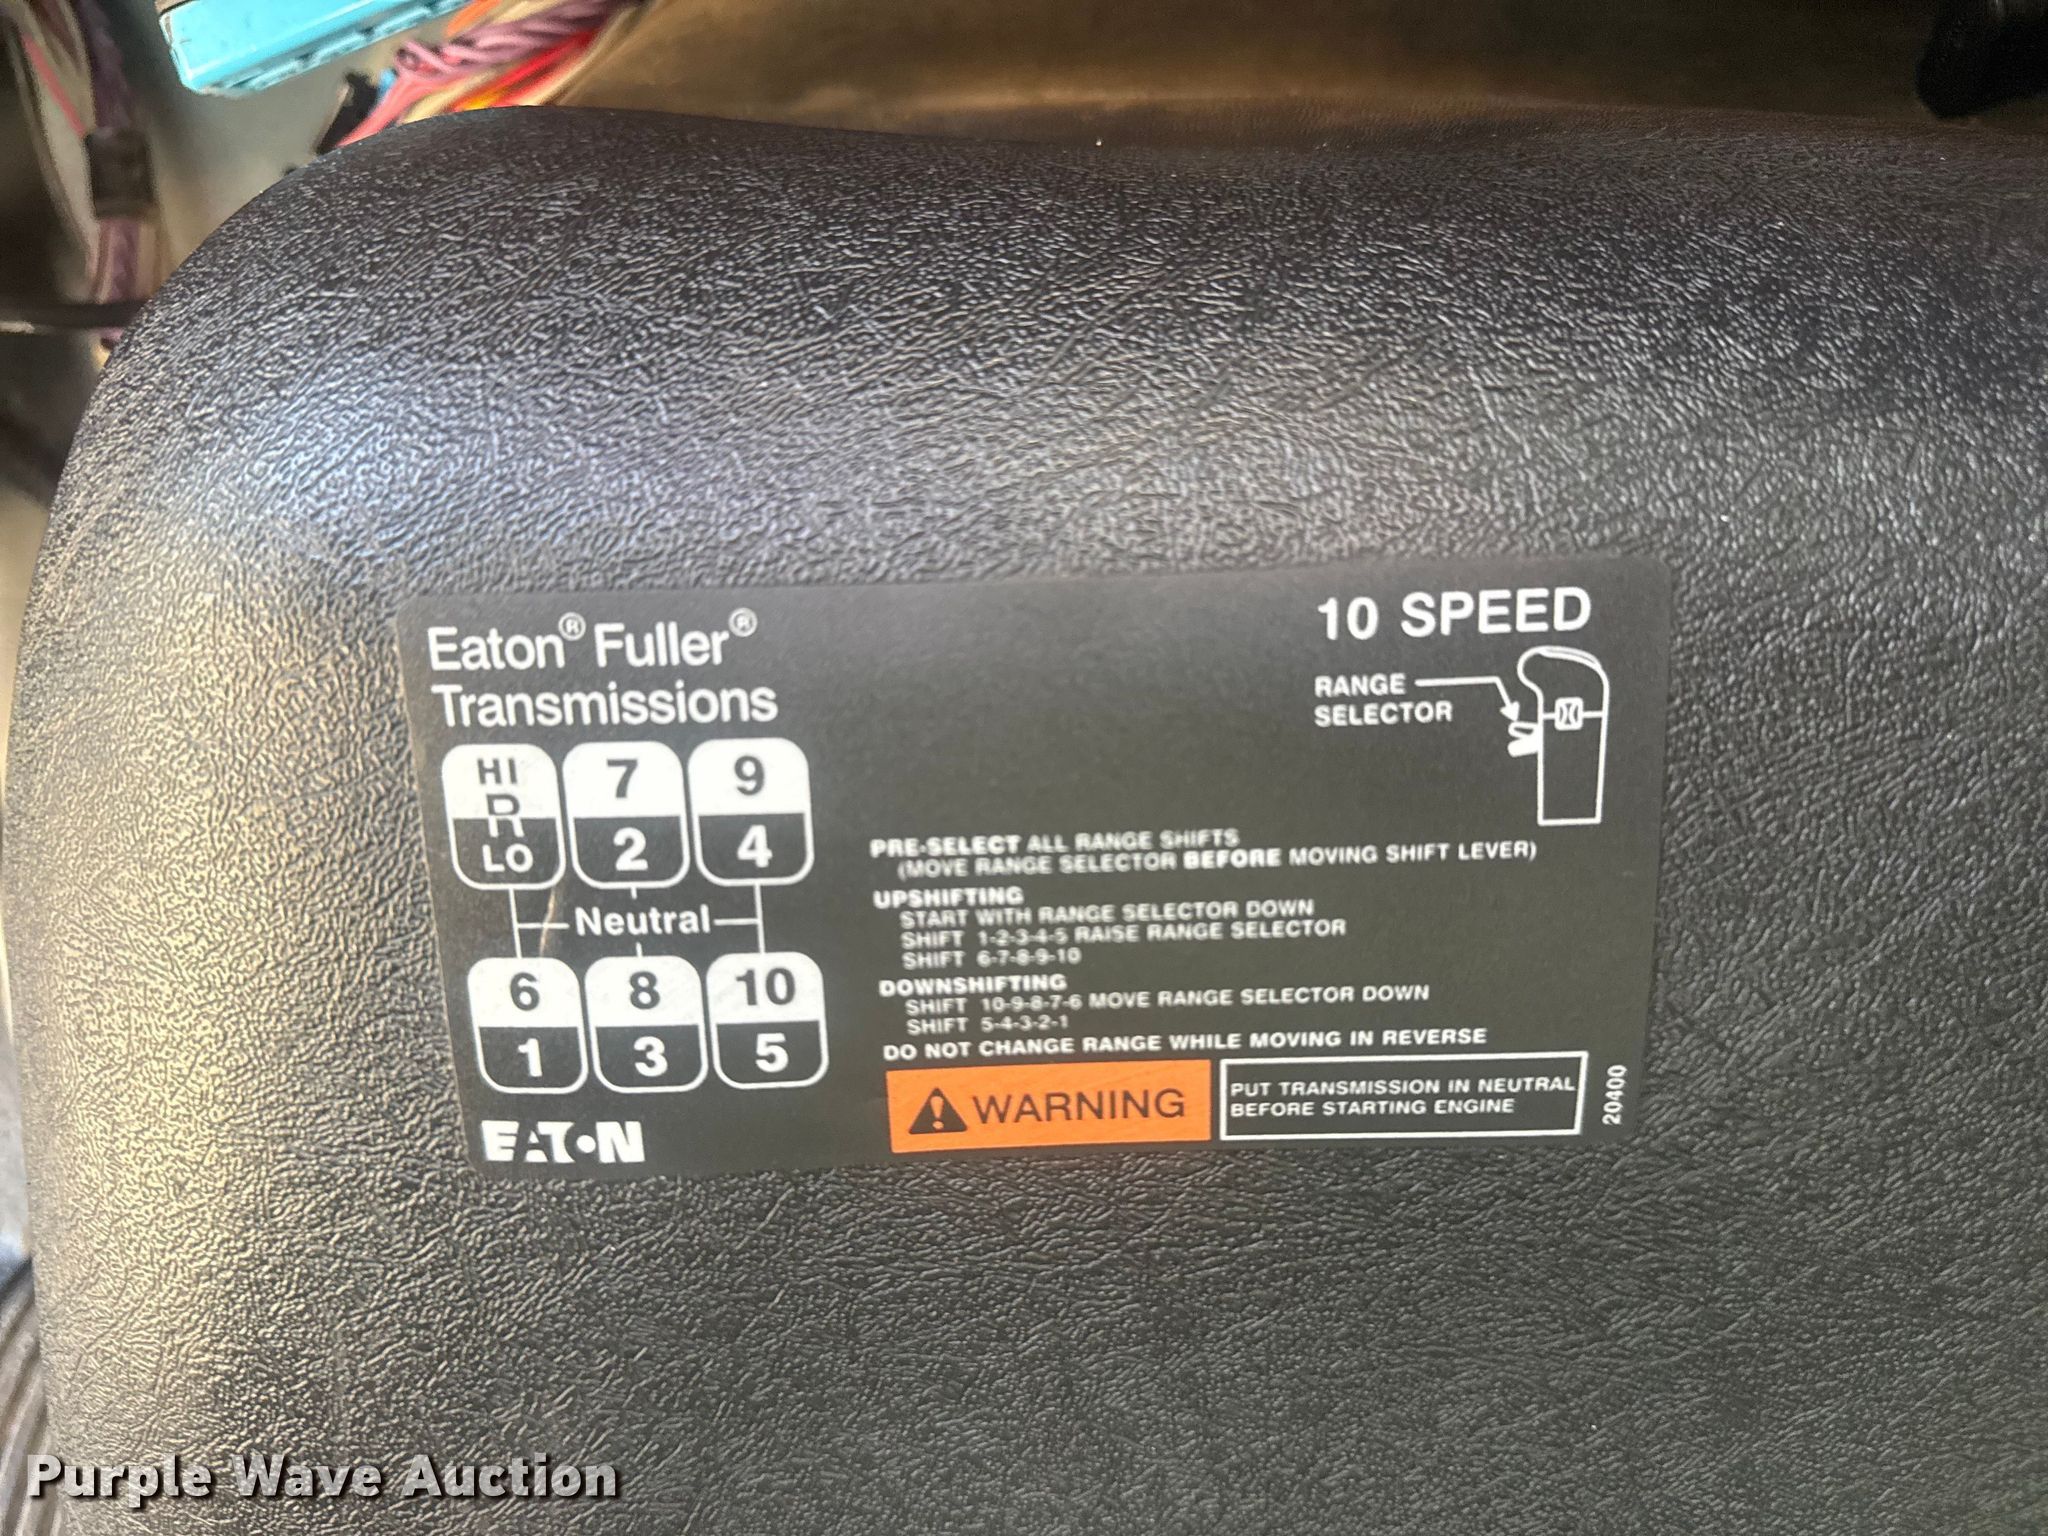 Eaton® Fuller®
Transmissions
10 SPEED
RANGE
SELECTOR
HI 7 9
R
LO 2 4
Neutral
6 8 10
1 3 5
EATON
PRE-SELECT ALL RANGE SHIFTS
(MOVE RANGE SELECTOR BEFORE MOVING SHIFT LEVER)
UPSHIFTING
START WITH RANGE SELECTOR DOWN
SHIFT 1-2-3-4-5 RAISE RANGE SELECTOR
SHIFT 6-7-8-9-10
DOWNSHIFTING
SHIFT 10-9-8-7-6 MOVE RANGE SELECTOR DOWN
SHIFT 5-4-3-2-1
DO NOT CHANGE RANGE WHILE MOVING IN REVERSE
WARNING
PUT TRANSMISSION IN NEUTRAL
BEFORE STARTING ENGINE
20400
Purple Wave Auction